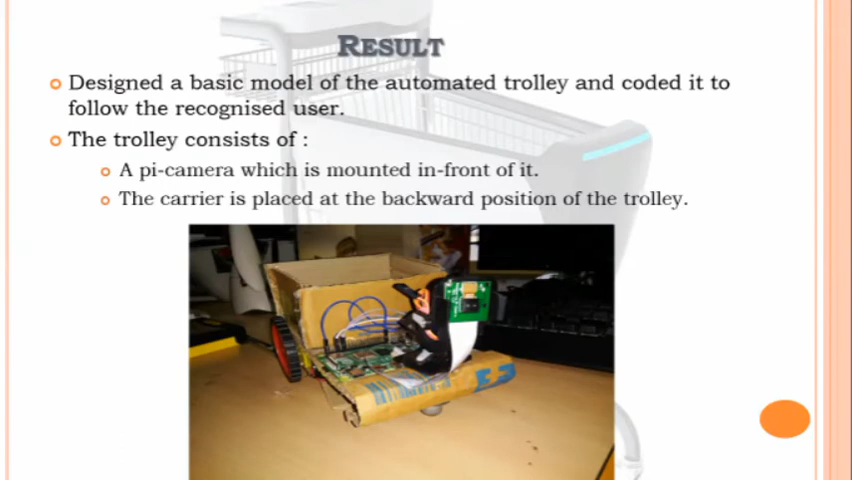 RESULT
Designed a basic model of the automated trolley and coded it to
follow the recognised user.
The trolley consists of :
A pi-camera which is mounted in-front of it.
The carrier is placed at the backward position of the trolley.